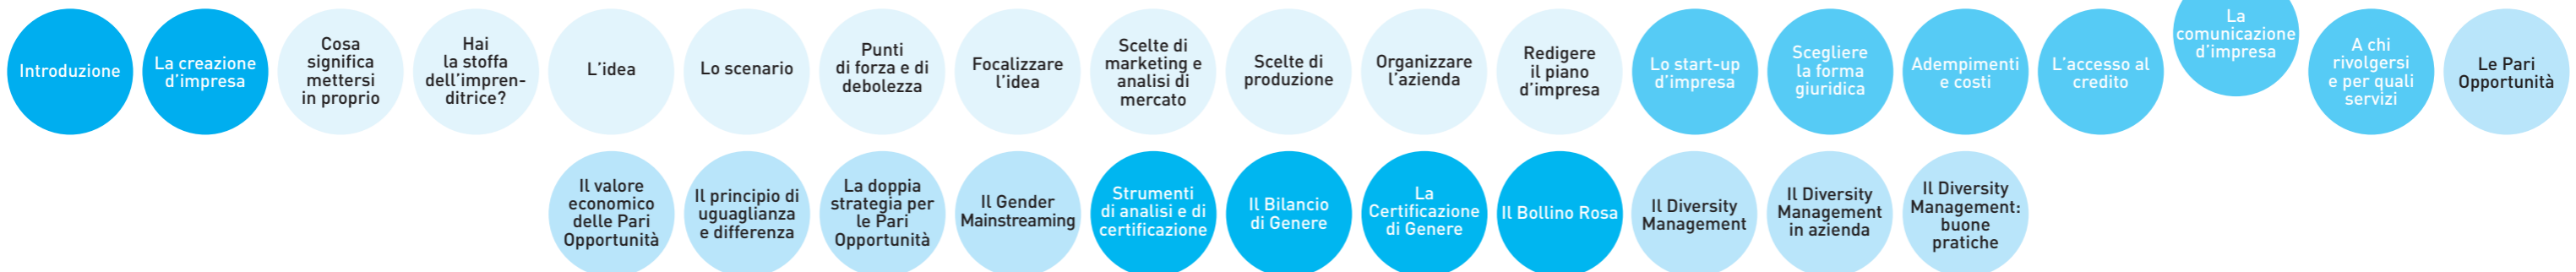 Introduzione
La creazione
d'impresa
Cosa
significa
mettersi
in proprio
Hai
la stoffa
dell'impren-
ditrice?
L'idea
Lo scenario
Punti
di forza e di
debolezza
Focalizzare
l'idea
Scelte di
marketing e
analisi di
mercato
Scelte di
produzione
Organizzare
l'azienda
Redigere
il piano
d'impresa
Lo start-up
d'impresa
Scegliere
la forma
giuridica
Adempimenti
e costi
L'accesso al
credito
La
comunicazione
d'impresa
A chi
rivolgersi
e per quali
servizi
Le Pari
Opportunità
Il valore
economico
delle Pari
Opportunità
Il principio di
uguaglianza
e differenza
La doppia
strategia per
le Pari
Opportunità
Il Gender
Mainstreaming
Strumenti
di analisi e di
certificazione
Il Bilancio
di Genere
La
Certificazione
di Genere
Il Bollino Rosa
Il Diversity
Management
Il Diversity
Management
in azienda
Il Diversity
Management:
buone
pratiche